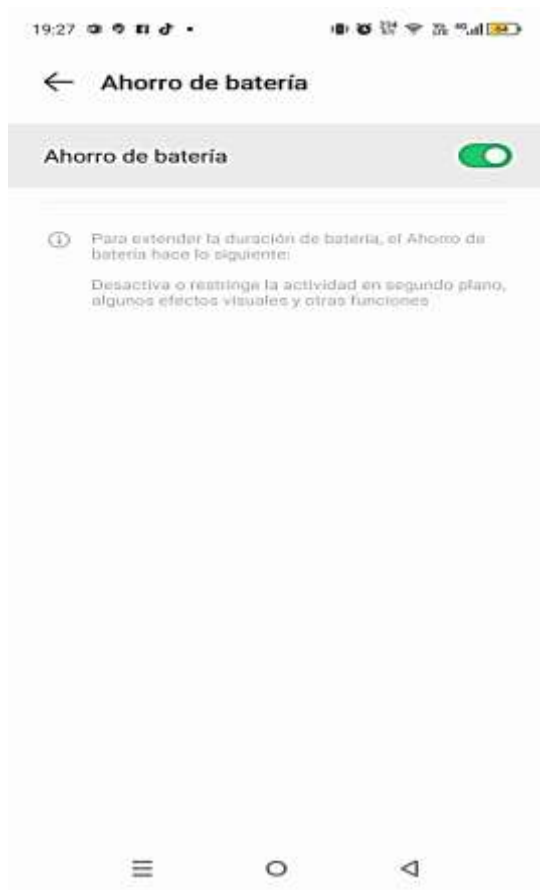 19:27
Ahorro de batería
Ahorro de batería
Para extender la duración de batería, el Ahorro de
batería hace lo siguiente:
Desactiva o restringe la actividad en segundo plano,
algunos efectos visuales y otras funciones